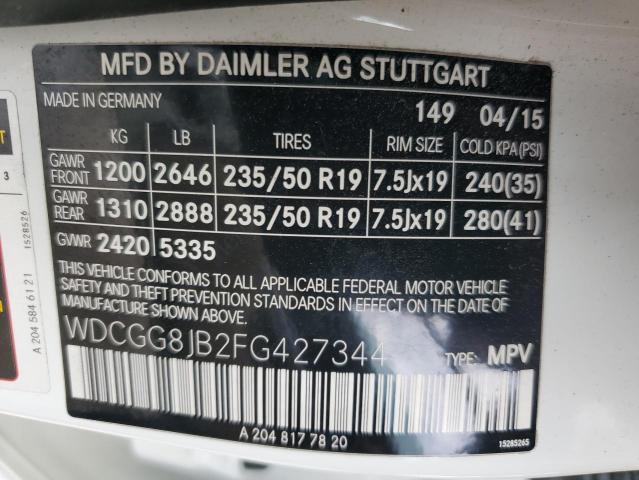 MFD BY DAIMLER AG STUTTGART
MADE IN GERMANY 149 04/15
KG LB TIRES RIM SIZE COLD KPA (PSI)
GAWR FRONT 1200 2646 235/50 R19 7.5Jx19 240(35)
GAWR REAR 1310 2888 235/50 R19 7.5Jx19 280(41)
GVWR 2420 5335
THIS VEHICLE CONFORMS TO ALL APPLICABLE FEDERAL MOTOR VEHICLE
SAFETY AND THEFT PREVENTION STANDARDS IN EFFECT ON THE DATE OF
MANUFACTURE SHOWN ABOVE.
WDCGG8JB2FG427344 TYPE: MPV
A 204 817 78 20
15285265
3
1528526
A 204 584 61 21